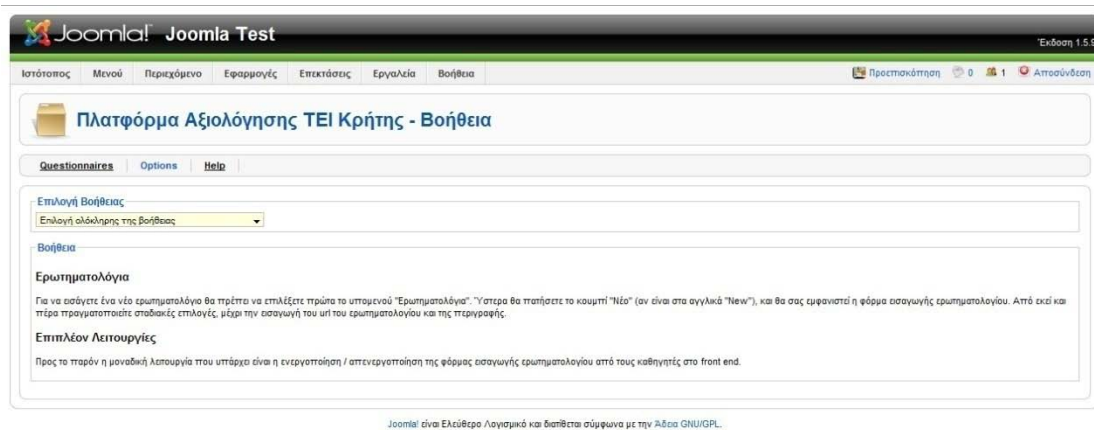 Joomla! Joomla Test
Έκδοση 1.5.9
Ιστότοπος Μενού Περιεχόμενο Εφαρμογές Επεκτάσεις Εργαλεία Βοήθεια Προεπισκόπηση 0 1 Αποσύνδεση
Πλατφόρμα Αξιολόγησης ΤΕΙ Κρήτης - Βοήθεια
Questionnaires Options Help
Επιλογή Βοήθειας
Επιλογή ολόκληρης της βοήθειας
Βοήθεια
Ερωτηματολόγια
Για να εισάγετε ένα νέο ερωτηματολόγιο θα πρέπει να επιλέξετε πρώτα το υπομενού "Ερωτηματολόγια". Ύστερα θα πατήσετε το κουμπί "Νέο" (αν είναι στα αγγλικά "New"), και θα σας εμφανιστεί η φόρμα εισαγωγής ερωτηματολογίου. Από εκεί και
πέρα πραγματοποιείτε σταδιακές επιλογές, μέχρι την εισαγωγή του url του ερωτηματολογίου και της περιγραφής.
Επιπλέον Λειτουργίες
Προς το παρόν η μοναδική λειτουργία που υπάρχει είναι η ενεργοποίηση / απενεργοποίηση της φόρμας εισαγωγής ερωτηματολογίου από τους καθηγητές στο front end.
Joomla! είναι Ελεύθερο Λογισμικό και διατίθεται σύμφωνα με την Άδεια GNU/GPL.